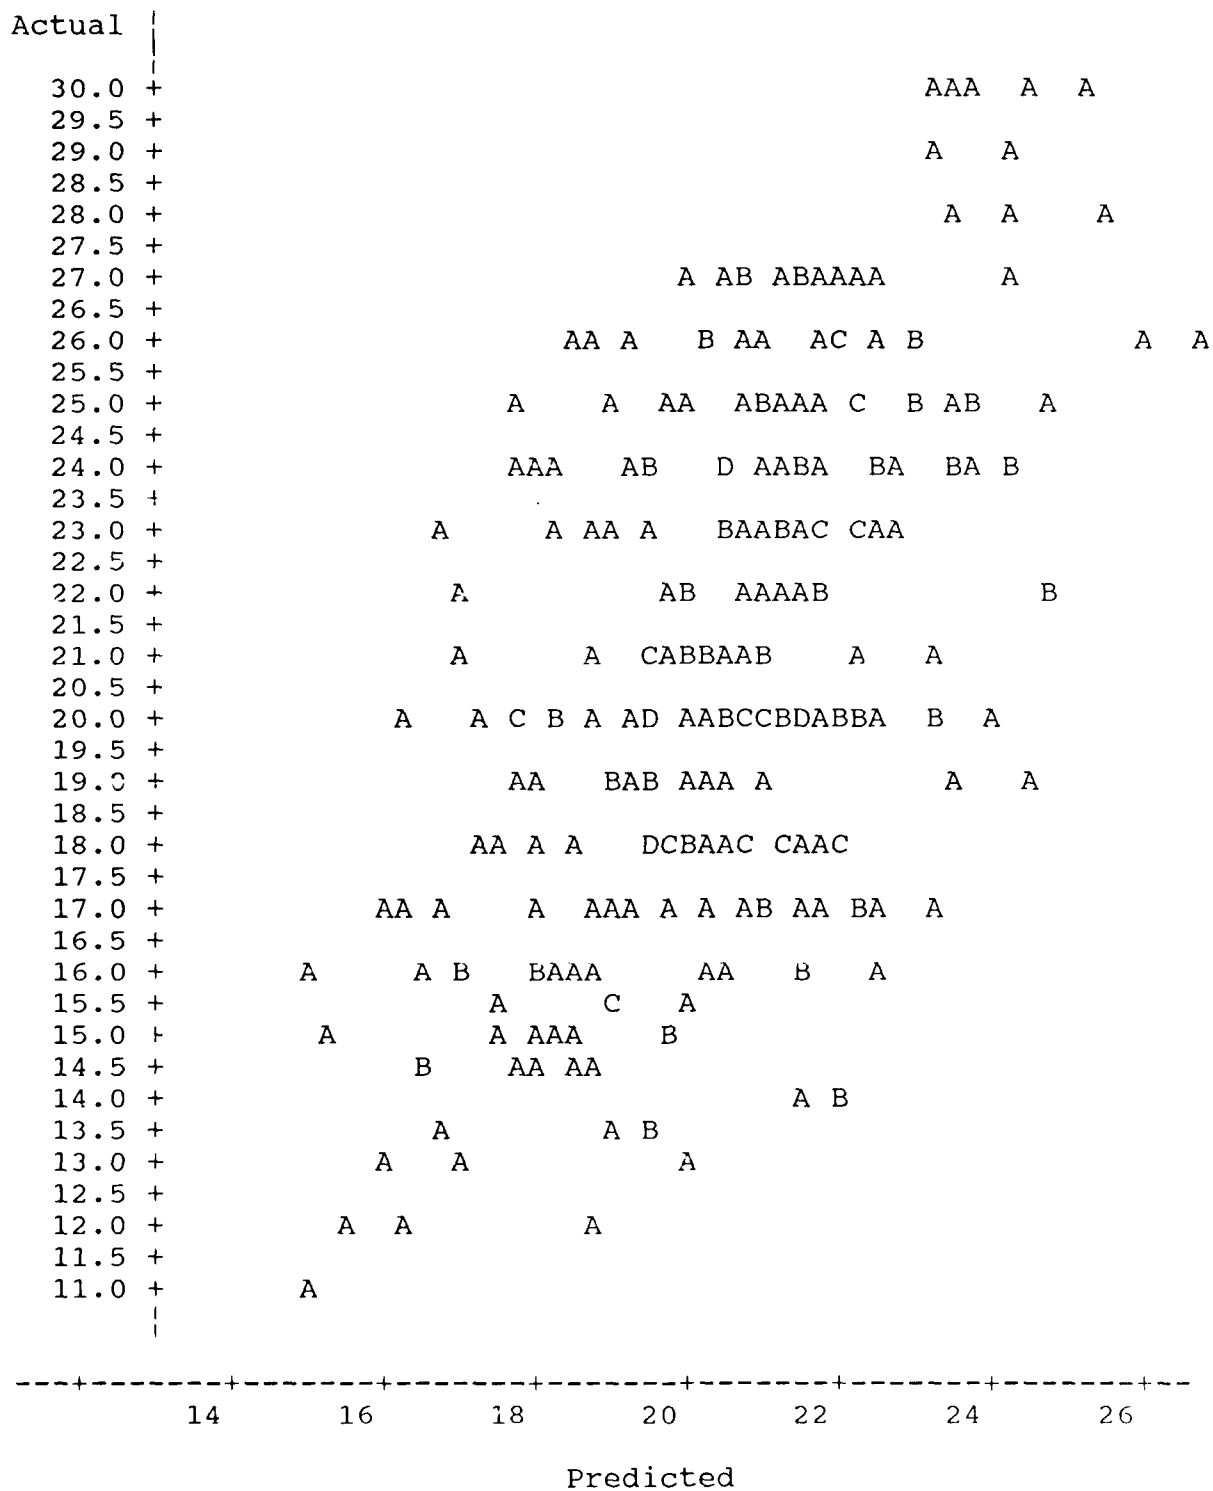 Actual |
30.0 + AAA A A
29.5 +
29.0 + A A
28.5 +
28.0 + A A A
27.5 +
27.0 + A AB ABAAAA A
26.5 +
26.0 + AA A B AA AC A B A A
25.5 +
25.0 + A A AA ABAAA C B AB A
24.5 +
24.0 + AAA AB D AABA BA BA B
23.5 +
23.0 + A A AA A BAABAC CAA
22.5 +
22.0 + A AB AAAAB B
21.5 +
21.0 + A A CABBAAB A A
20.5 +
20.0 + A A C B A AD AABCCBDABBA B A
19.5 +
19.0 + AA BAB AAA A A A
18.5 +
18.0 + AA A A DCBAAC CAAC
17.5 +
17.0 + AA A A AAA A A AB AA BA A
16.5 +
16.0 + A A B BAAA AA B A
15.5 + A C A
15.0 + A A AAA B
14.5 + B AA AA
14.0 + A B
13.5 + A A B
13.0 + A A A
12.5 +
12.0 + A A A
11.5 +
11.0 + A
---+-------+-------+-------+-------+-------+-------+-------+--
14 16 18 20 22 24 26
Predicted